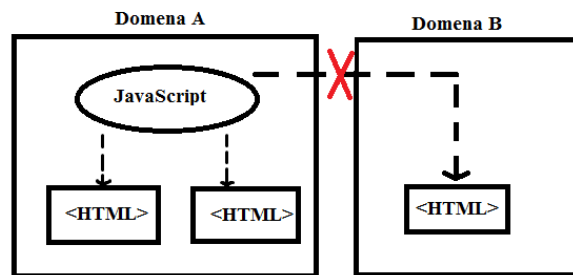 Domena A
Domena B
JavaScript
<HTML>
<HTML>
<HTML>